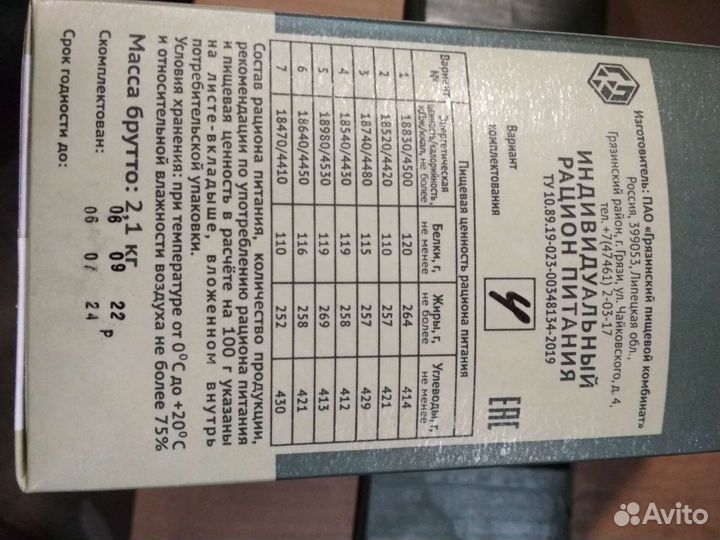 Изготовитель: ПАО «Грязинский пищевой комбинат»
Россия, 399053, Липецкая обл.,
Грязинский район, г. Грязи, ул. Чайковского, д. 4,
тел. +7(47461) 2-03-17
ИНДИВИДУАЛЬНЫЙ
РАЦИОН ПИТАНИЯ
ТУ 10.89.19-023-00348134-2019
Вариант
комплектования
4
ЕАС
Пищевая ценность рациона питания
Вариант № Энергетическая ценность/калорийность, кДж/ккал, не более Белки, г, не менее Жиры, г, не более Углеводы, г, не менее
1 18830/4500 120 264 414
2 18520/4420 110 257 421
3 18740/4480 115 257 429
4 18540/4430 119 258 412
5 18980/4530 119 269 413
6 18640/4450 116 258 421
7 18470/4410 110 252 430
Состав рациона питания, количество продукции,
рекомендации по употреблению рациона питания
и пищевая ценность в расчёте на 100 г указаны
на листе-вкладыше, вложенном внутрь
потребительской упаковки.
Условия хранения: при температуре от 0°С до +20°С
и относительной влажности воздуха не более 75%
Масса брутто: 2,1 кг
Скомплектован: 06 09 22 Р
Срок годности до: 06 07 24
Avito